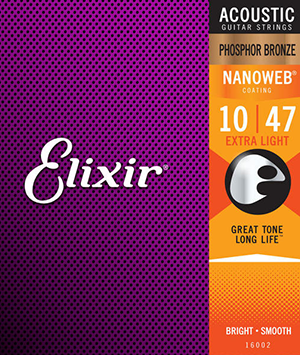 Elixir®
ACOUSTIC
GUITAR STRINGS
PHOSPHOR BRONZE
NANOWEB®
COATING
10 | 47
EXTRA LIGHT
GREAT TONE
LONG LIFE™
BRIGHT • SMOOTH
16002